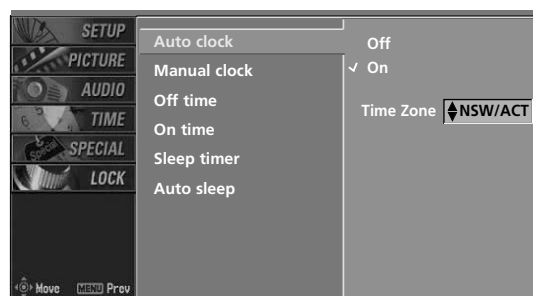 SETUP
PICTURE
AUDIO
TIME
SPECIAL
LOCK
Move MENU Prev
Auto clock
Manual clock
Off time
On time
Sleep timer
Auto sleep
Off
✓ On
Time Zone NSW/ACT